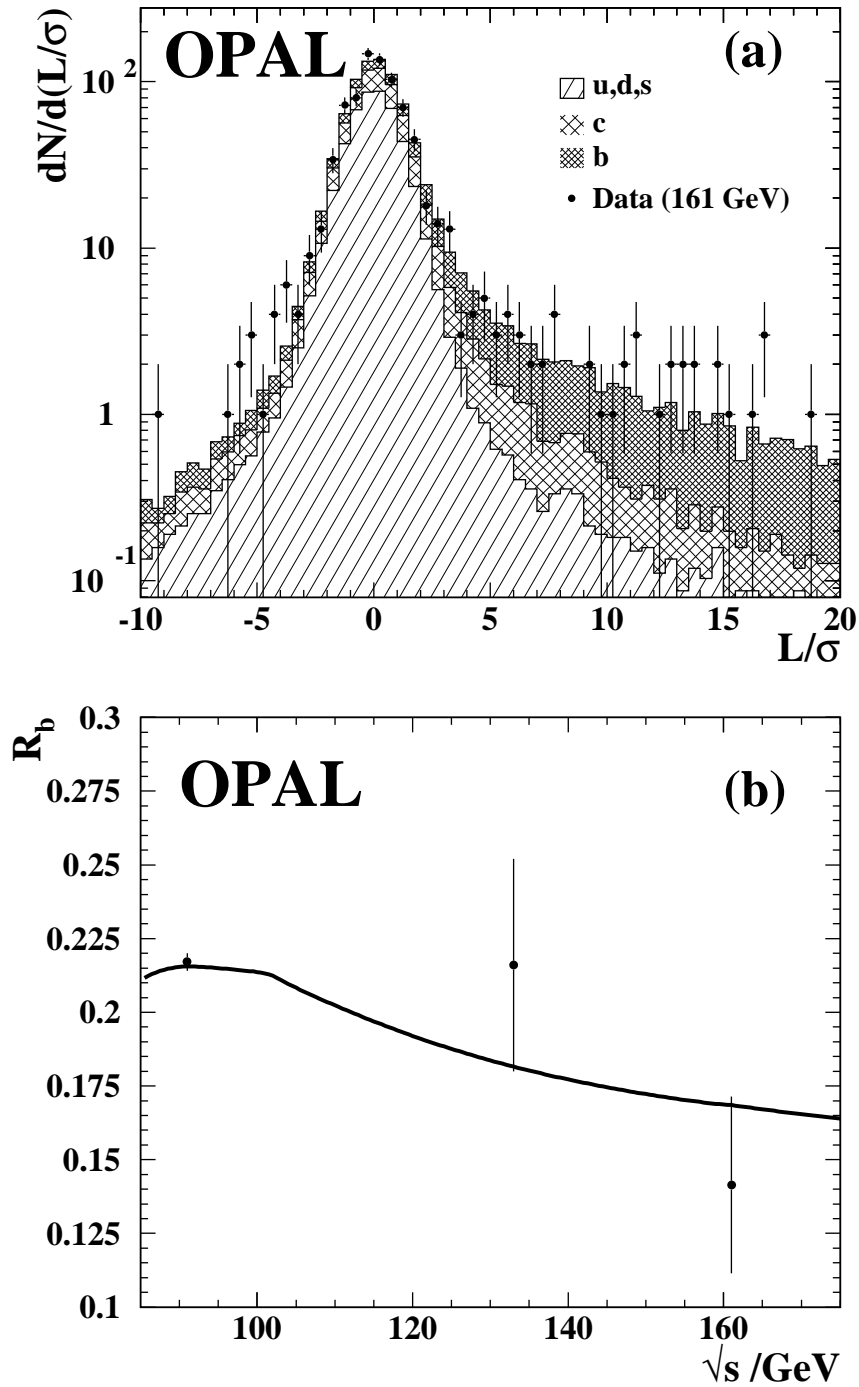 OPAL
(a)
dN/d(L/σ)
u,d,s
c
b
Data (161 GeV)
10 2
10
1
10 -1
-10 -5 0 5 10 15 20
L/σ
R_b
OPAL
(b)
0.3
0.275
0.25
0.225
0.2
0.175
0.15
0.125
0.1
100 120 140 160
√s /GeV